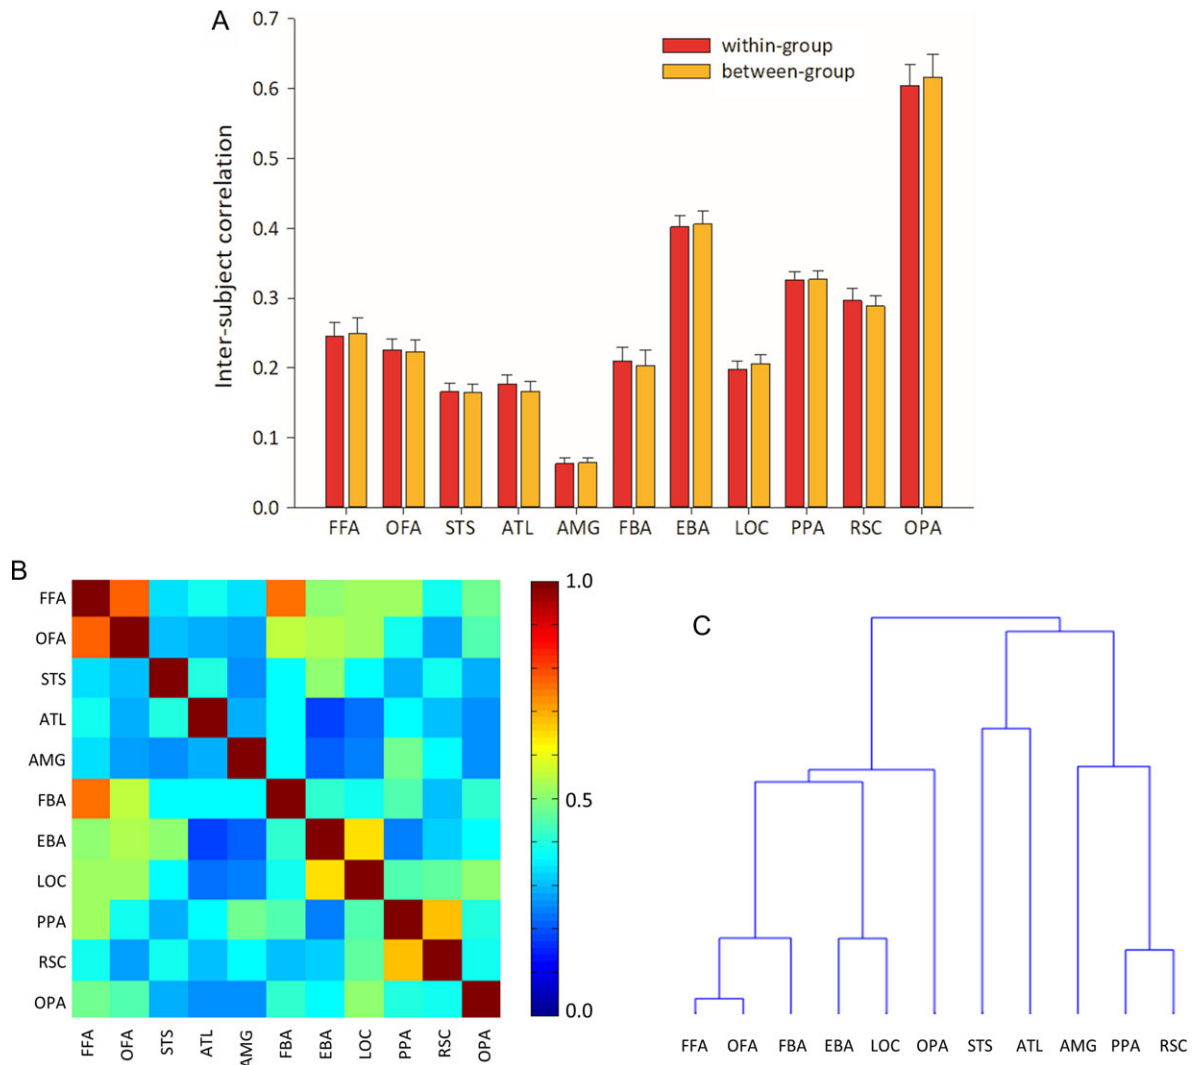 A
0.7
0.6
0.5
0.4
0.3
0.2
0.1
0.0
Inter-subject correlation
within-group
between-group
FFA OFA STS ATL AMG FBA EBA LOC PPA RSC OPA
B
FFA
OFA
STS
ATL
AMG
FBA
EBA
LOC
PPA
RSC
OPA
FFA OFA STS ATL AMG FBA EBA LOC PPA RSC OPA
1.0
0.5
0.0
C
FFA OFA FBA EBA LOC OPA STS ATL AMG PPA RSC